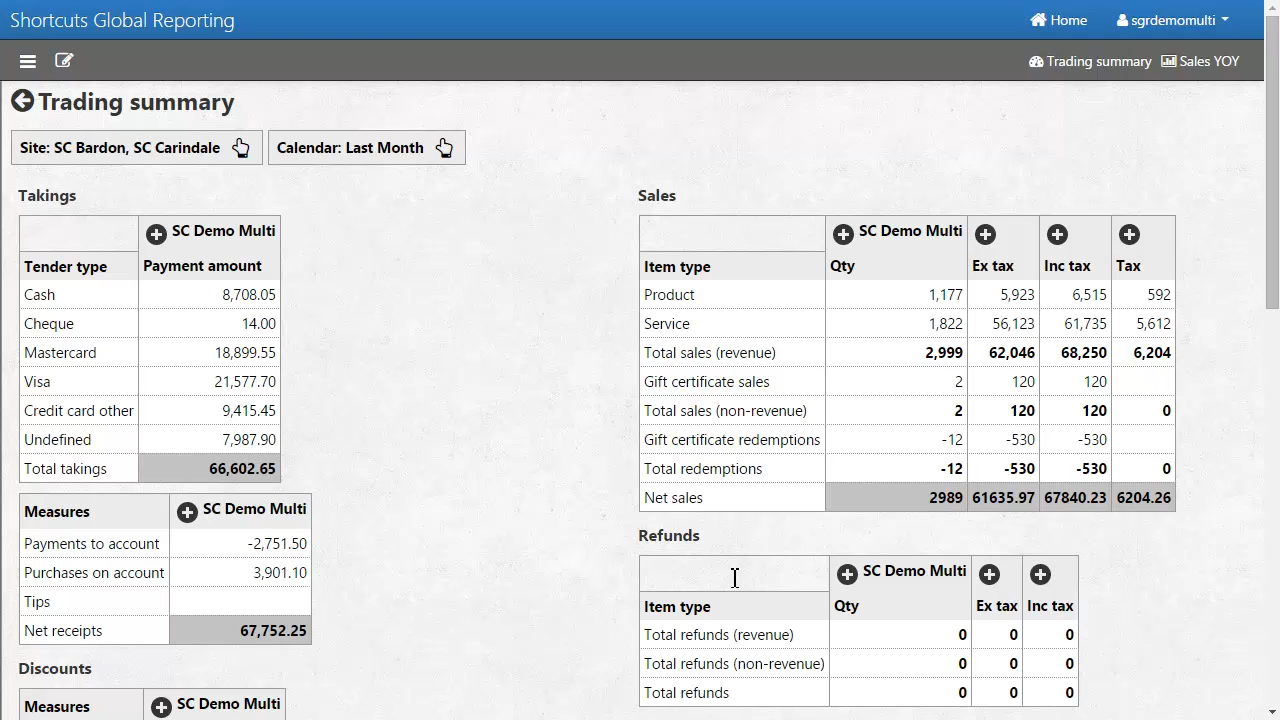 Shortcuts Global Reporting
Home
sgrdemomulti
Trading summary
Sales YOY
Trading summary
Site: SC Bardon, SC Carindale
Calendar: Last Month
Takings
SC Demo Multi
Tender type Payment amount
Cash 8,708.05
Cheque 14.00
Mastercard 18,899.55
Visa 21,577.70
Credit card other 9,415.45
Undefined 7,987.90
Total takings 66,602.65
Measures SC Demo Multi
Payments to account -2,751.50
Purchases on account 3,901.10
Tips
Net receipts 67,752.25
Discounts
Measures SC Demo Multi
Sales
SC Demo Multi
Item type Qty Ex tax Inc tax Tax
Product 1,177 5,923 6,515 592
Service 1,822 56,123 61,735 5,612
Total sales (revenue) 2,999 62,046 68,250 6,204
Gift certificate sales 2 120 120
Total sales (non-revenue) 2 120 120 0
Gift certificate redemptions -12 -530 -530
Total redemptions -12 -530 -530 0
Net sales 2989 61635.97 67840.23 6204.26
Refunds
SC Demo Multi
Item type Qty Ex tax Inc tax
Total refunds (revenue) 0 0 0
Total refunds (non-revenue) 0 0 0
Total refunds 0 0 0